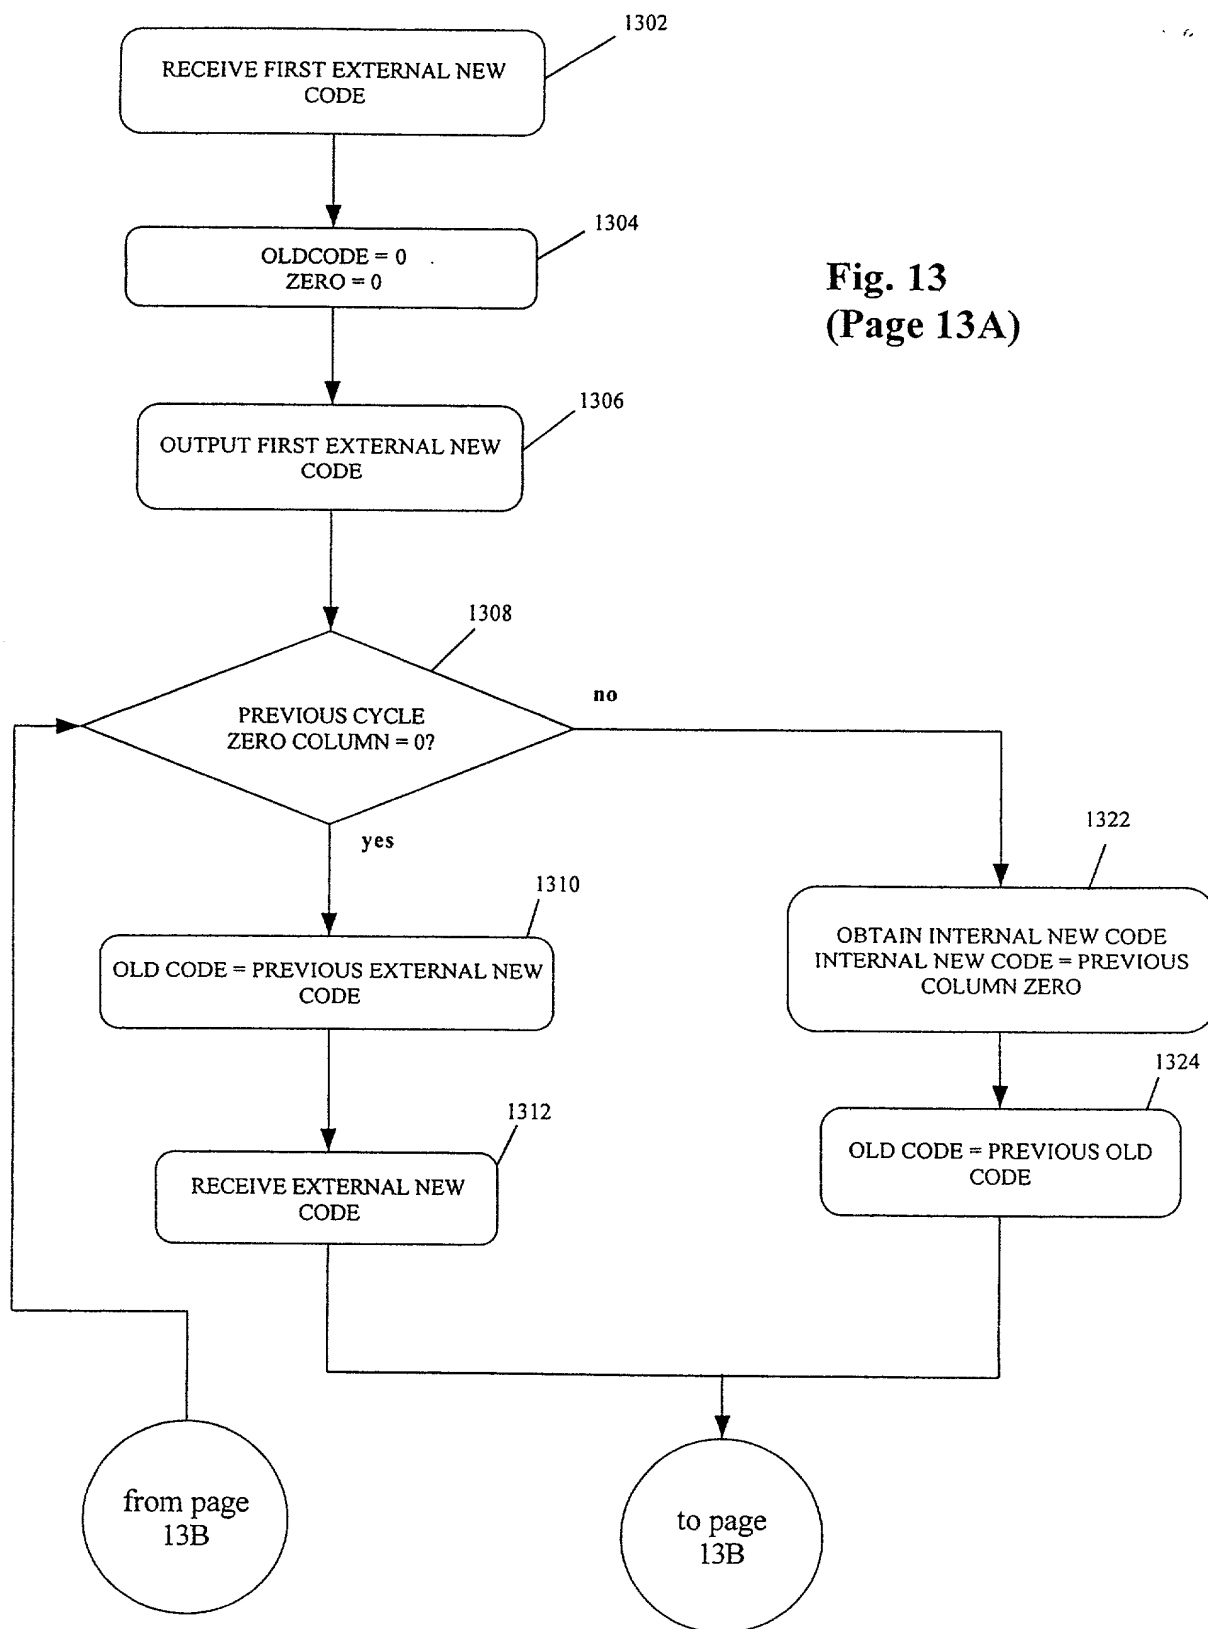 1302
RECEIVE FIRST EXTERNAL NEW
CODE
1304
OLDCODE = 0
ZERO = 0
Fig. 13
(Page 13A)
1306
OUTPUT FIRST EXTERNAL NEW
CODE
1308
no
PREVIOUS CYCLE
ZERO COLUMN = 0?
yes
1322
1310
OBTAIN INTERNAL NEW CODE
INTERNAL NEW CODE = PREVIOUS
COLUMN ZERO
OLD CODE = PREVIOUS EXTERNAL NEW
CODE
1324
1312
OLD CODE = PREVIOUS OLD
CODE
RECEIVE EXTERNAL NEW
CODE
from page
13B
to page
13B